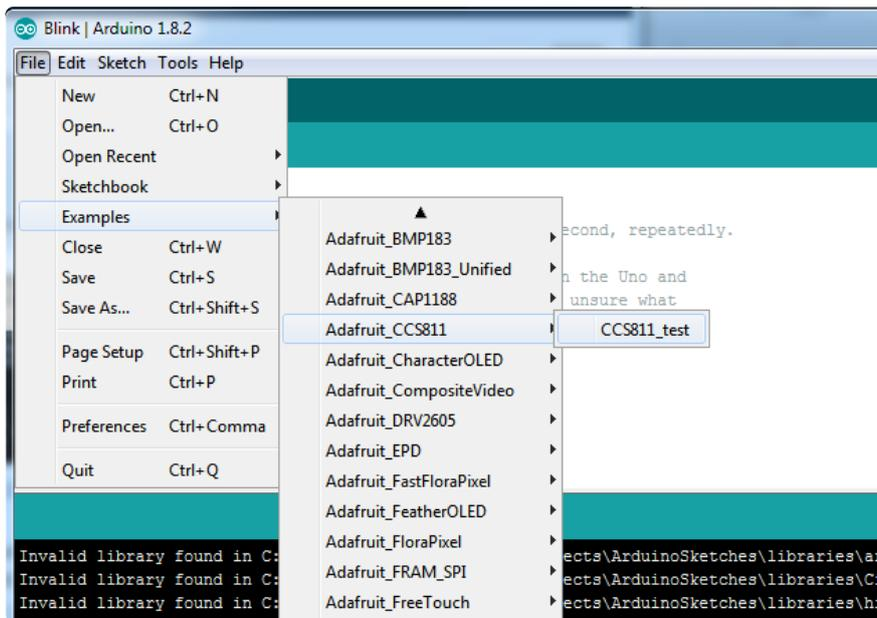 Blink | Arduino 1.8.2
File Edit Sketch Tools Help
New Ctrl+N
Open... Ctrl+O
Open Recent
Sketchbook
Examples
Close Ctrl+W
Save Ctrl+S
Save As... Ctrl+Shift+S
Page Setup Ctrl+Shift+P
Print Ctrl+P
Preferences Ctrl+Comma
Quit Ctrl+Q
Adafruit_BMP183
Adafruit_BMP183_Unified
Adafruit_CAP1188
Adafruit_CCS811
Adafruit_CharacterOLED
Adafruit_CompositeVideo
Adafruit_DRV2605
Adafruit_EPD
Adafruit_FastFloraPixel
Adafruit_FeatherOLED
Adafruit_FloraPixel
Adafruit_FRAM_SPI
Adafruit_FreeTouch
CCS811_test
econd, repeatedly.
n the Uno and
unsure what
Invalid library found in C: ects\ArduinoSketches\libraries\a
Invalid library found in C: ects\ArduinoSketches\libraries\C
Invalid library found in C: ects\ArduinoSketches\libraries\h